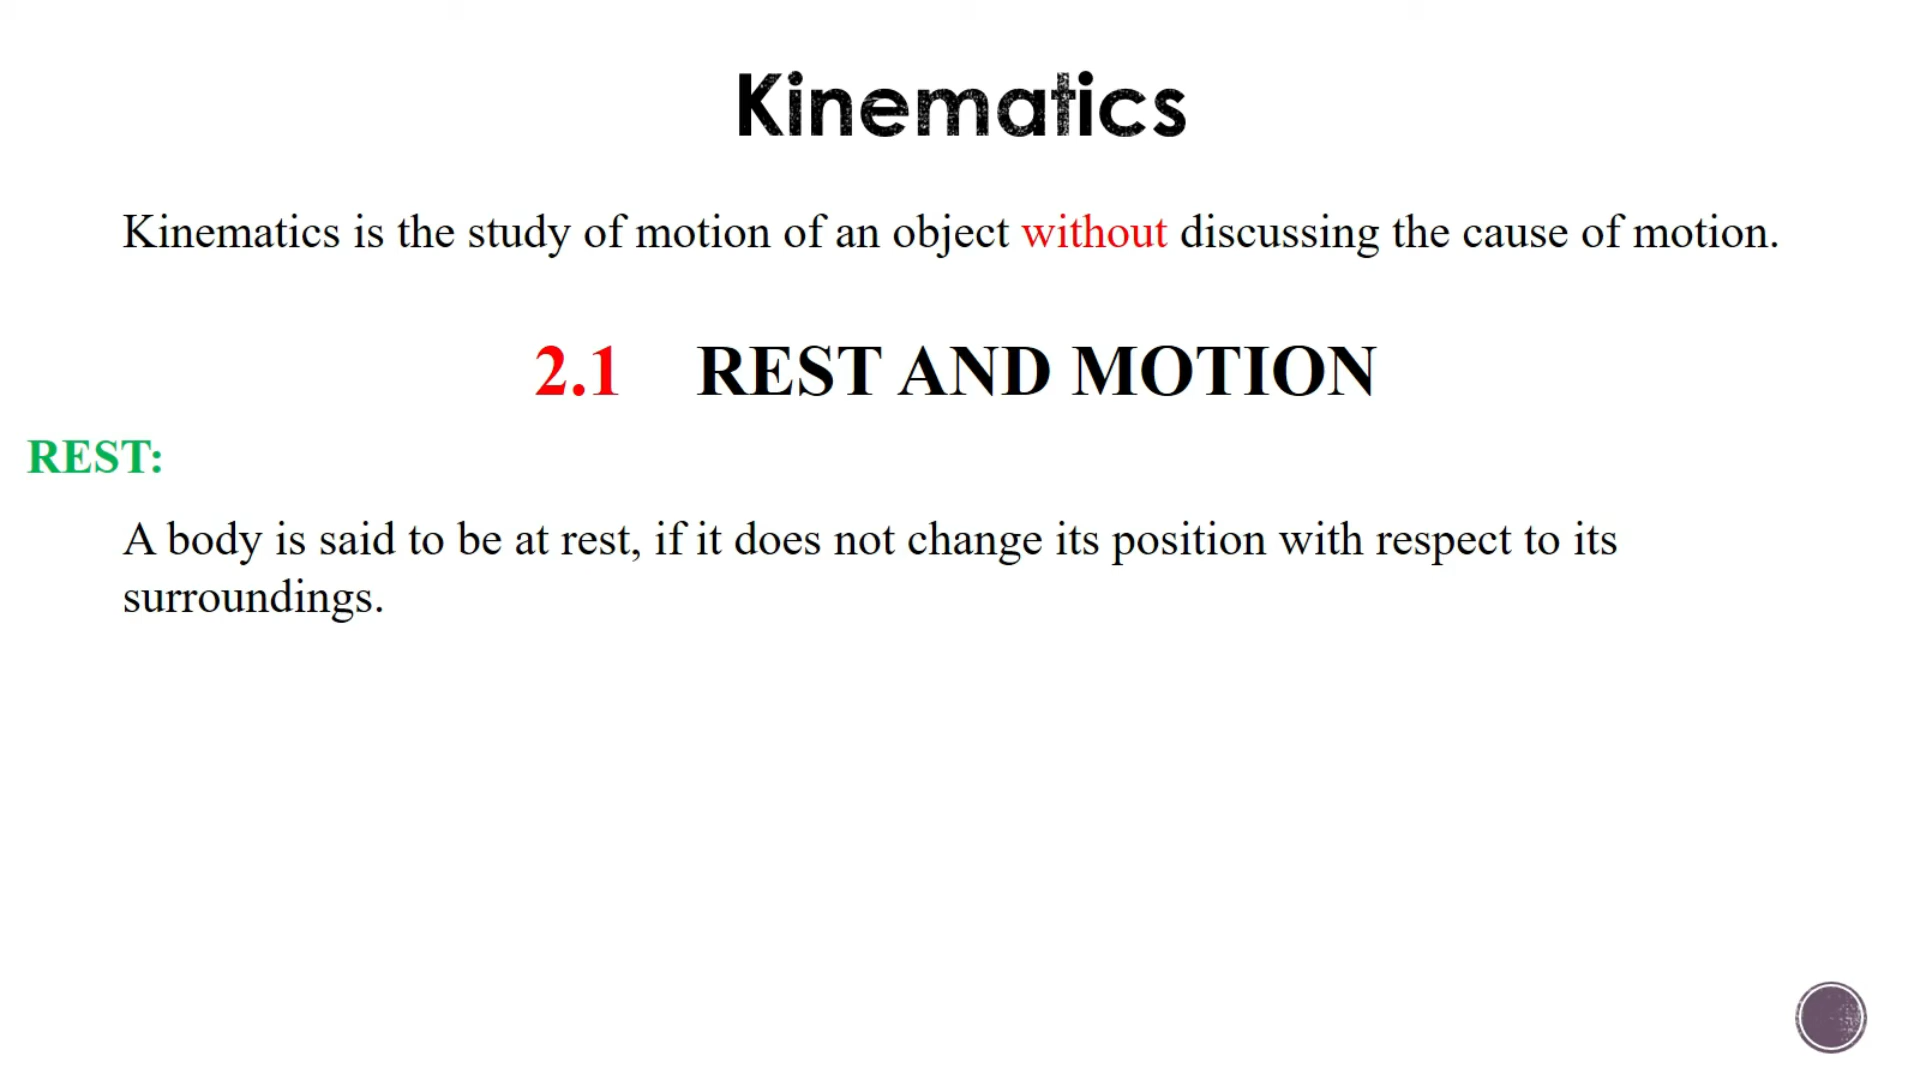 Kinematics
Kinematics is the study of motion of an object without discussing the cause of motion.
2.1 REST AND MOTION
REST:
A body is said to be at rest, if it does not change its position with respect to its
surroundings.